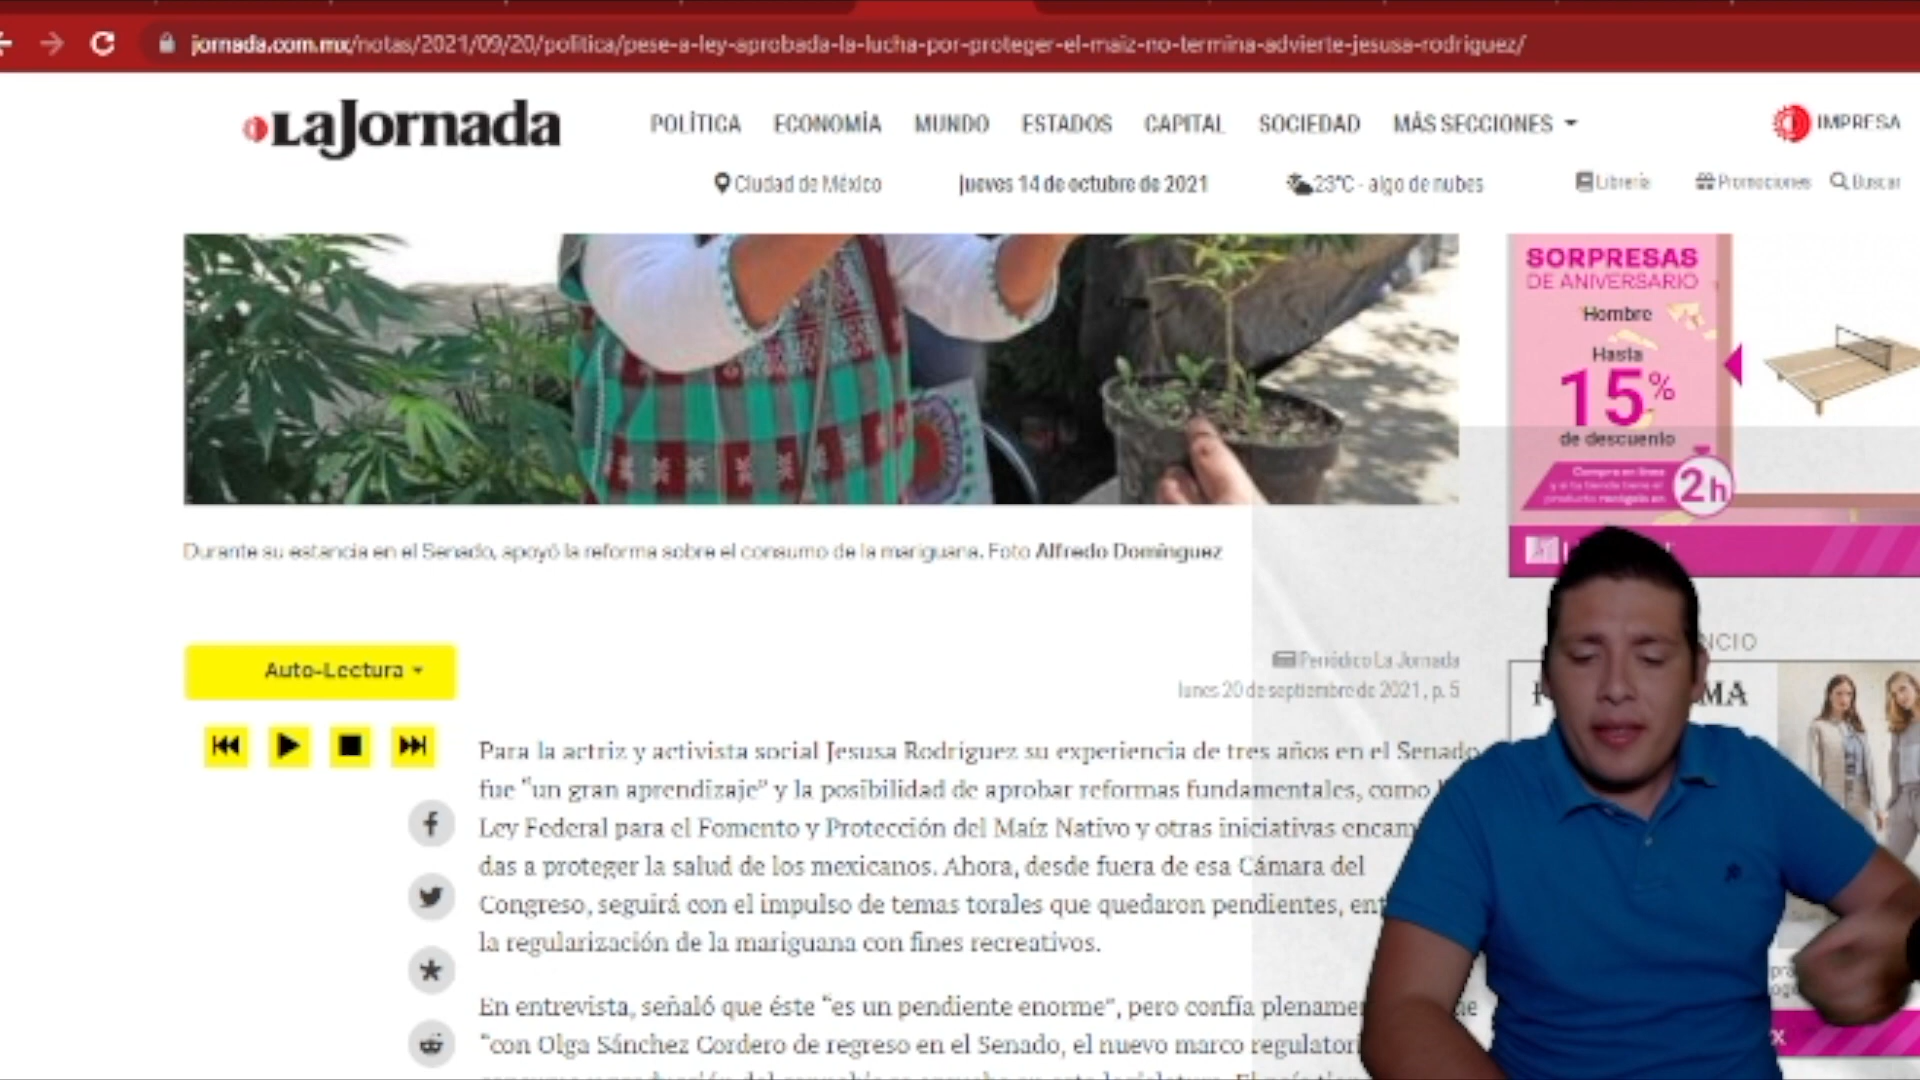 jornada.com.mx/notas/2021/09/20/politica/pese-a-ley-aprobada-la-lucha-por-proteger-el-maiz-no-termina-advierte-jesusa-rodriguez/
La Jornada
POLÍTICA ECONOMÍA MUNDO ESTADOS CAPITAL SOCIEDAD MÁS SECCIONES
IMPRESA
Ciudad de México
jueves 14 de octubre de 2021
23°C - algo de nubes
Librería Promociones Buscar
SORPRESAS
DE ANIVERSARIO
Hombre
Hasta
15%
de descuento
Compra en línea
2h
Durante su estancia en el Senado, apoyó la reforma sobre el consumo de la mariguana. Foto Alfredo Domínguez
Auto-Lectura
NCIO
MA
Periódico La Jornada
lunes 20 de septiembre de 2021, p. 5
Para la actriz y activista social Jesusa Rodríguez su experiencia de tres años en el Senado
fue “un gran aprendizaje” y la posibilidad de aprobar reformas fundamentales, como
Ley Federal para el Fomento y Protección del Maíz Nativo y otras iniciativas encam
das a proteger la salud de los mexicanos. Ahora, desde fuera de esa Cámara del
Congreso, seguirá con el impulso de temas torales que quedaron pendientes, ent
la regularización de la mariguana con fines recreativos.
En entrevista, señaló que éste “es un pendiente enorme”, pero confía plename
“con Olga Sánchez Cordero de regreso en el Senado, el nuevo marco regulator